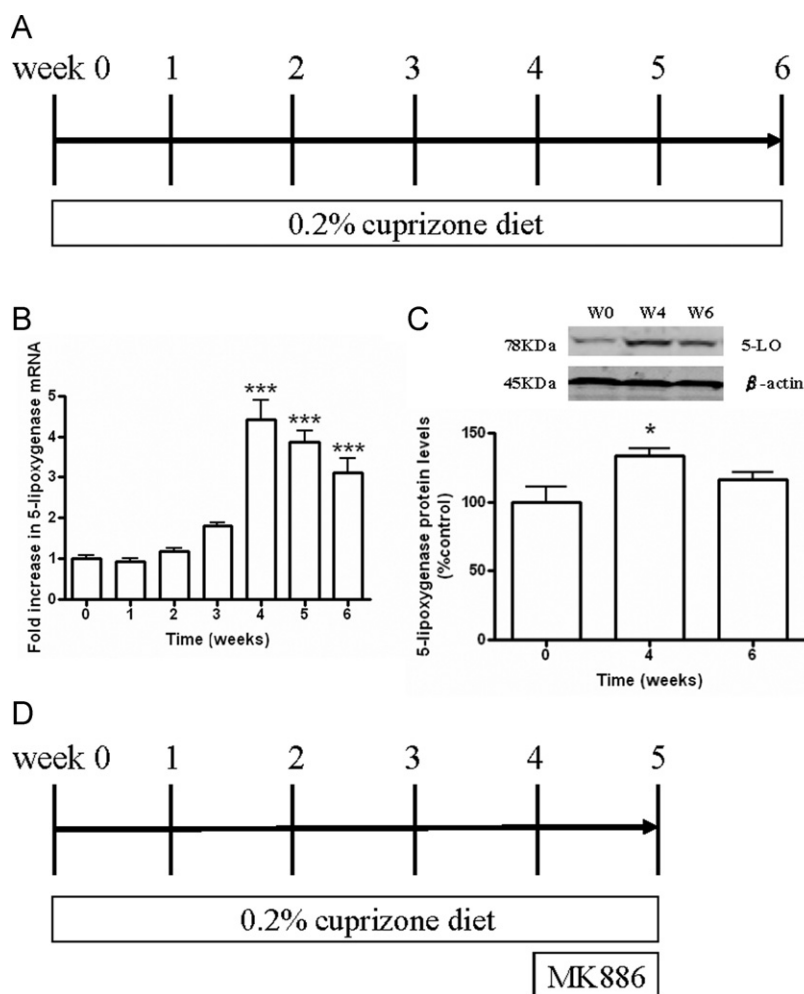 A
week 0 1 2 3 4 5 6
0.2% cuprizone diet
B
Fold increase in 5-lipoxygenase mRNA
5
4
3
2
1
0
***
***
***
0 1 2 3 4 5 6
Time (weeks)
C
W0 W4 W6
78KDa 5-LO
45KDa β-actin
5-lipoxygenase protein levels
(%control)
150
100
50
0
*
0 4 6
Time (weeks)
D
week 0 1 2 3 4 5
0.2% cuprizone diet
MK886